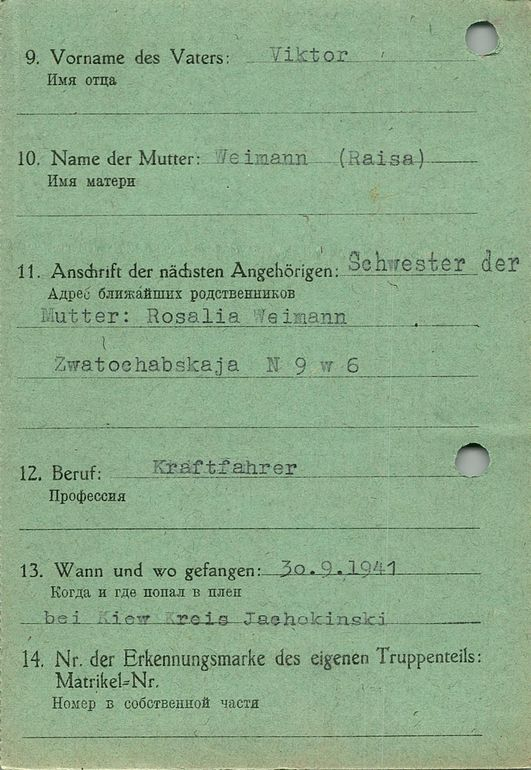 9. Vorname des Vaters: Viktor
Имя отца
10. Name der Mutter: Weimann (Raisa)
Имя матери
11. Anschrift der nächsten Angehörigen: Schwester der
Адрес ближайших родственников
Mutter: Rosalia Weimann
Zwatochabskaja N 9 w 6
12. Beruf: Kraftfahrer
Профессия
13. Wann und wo gefangen: 30.9.1941
Когда и где попал в плен
bei Kiew Kreis Jachokinski
14. Nr. der Erkennungsmarke des eigenen Truppenteils:
Matrikel=Nr.
Номер в собственной части